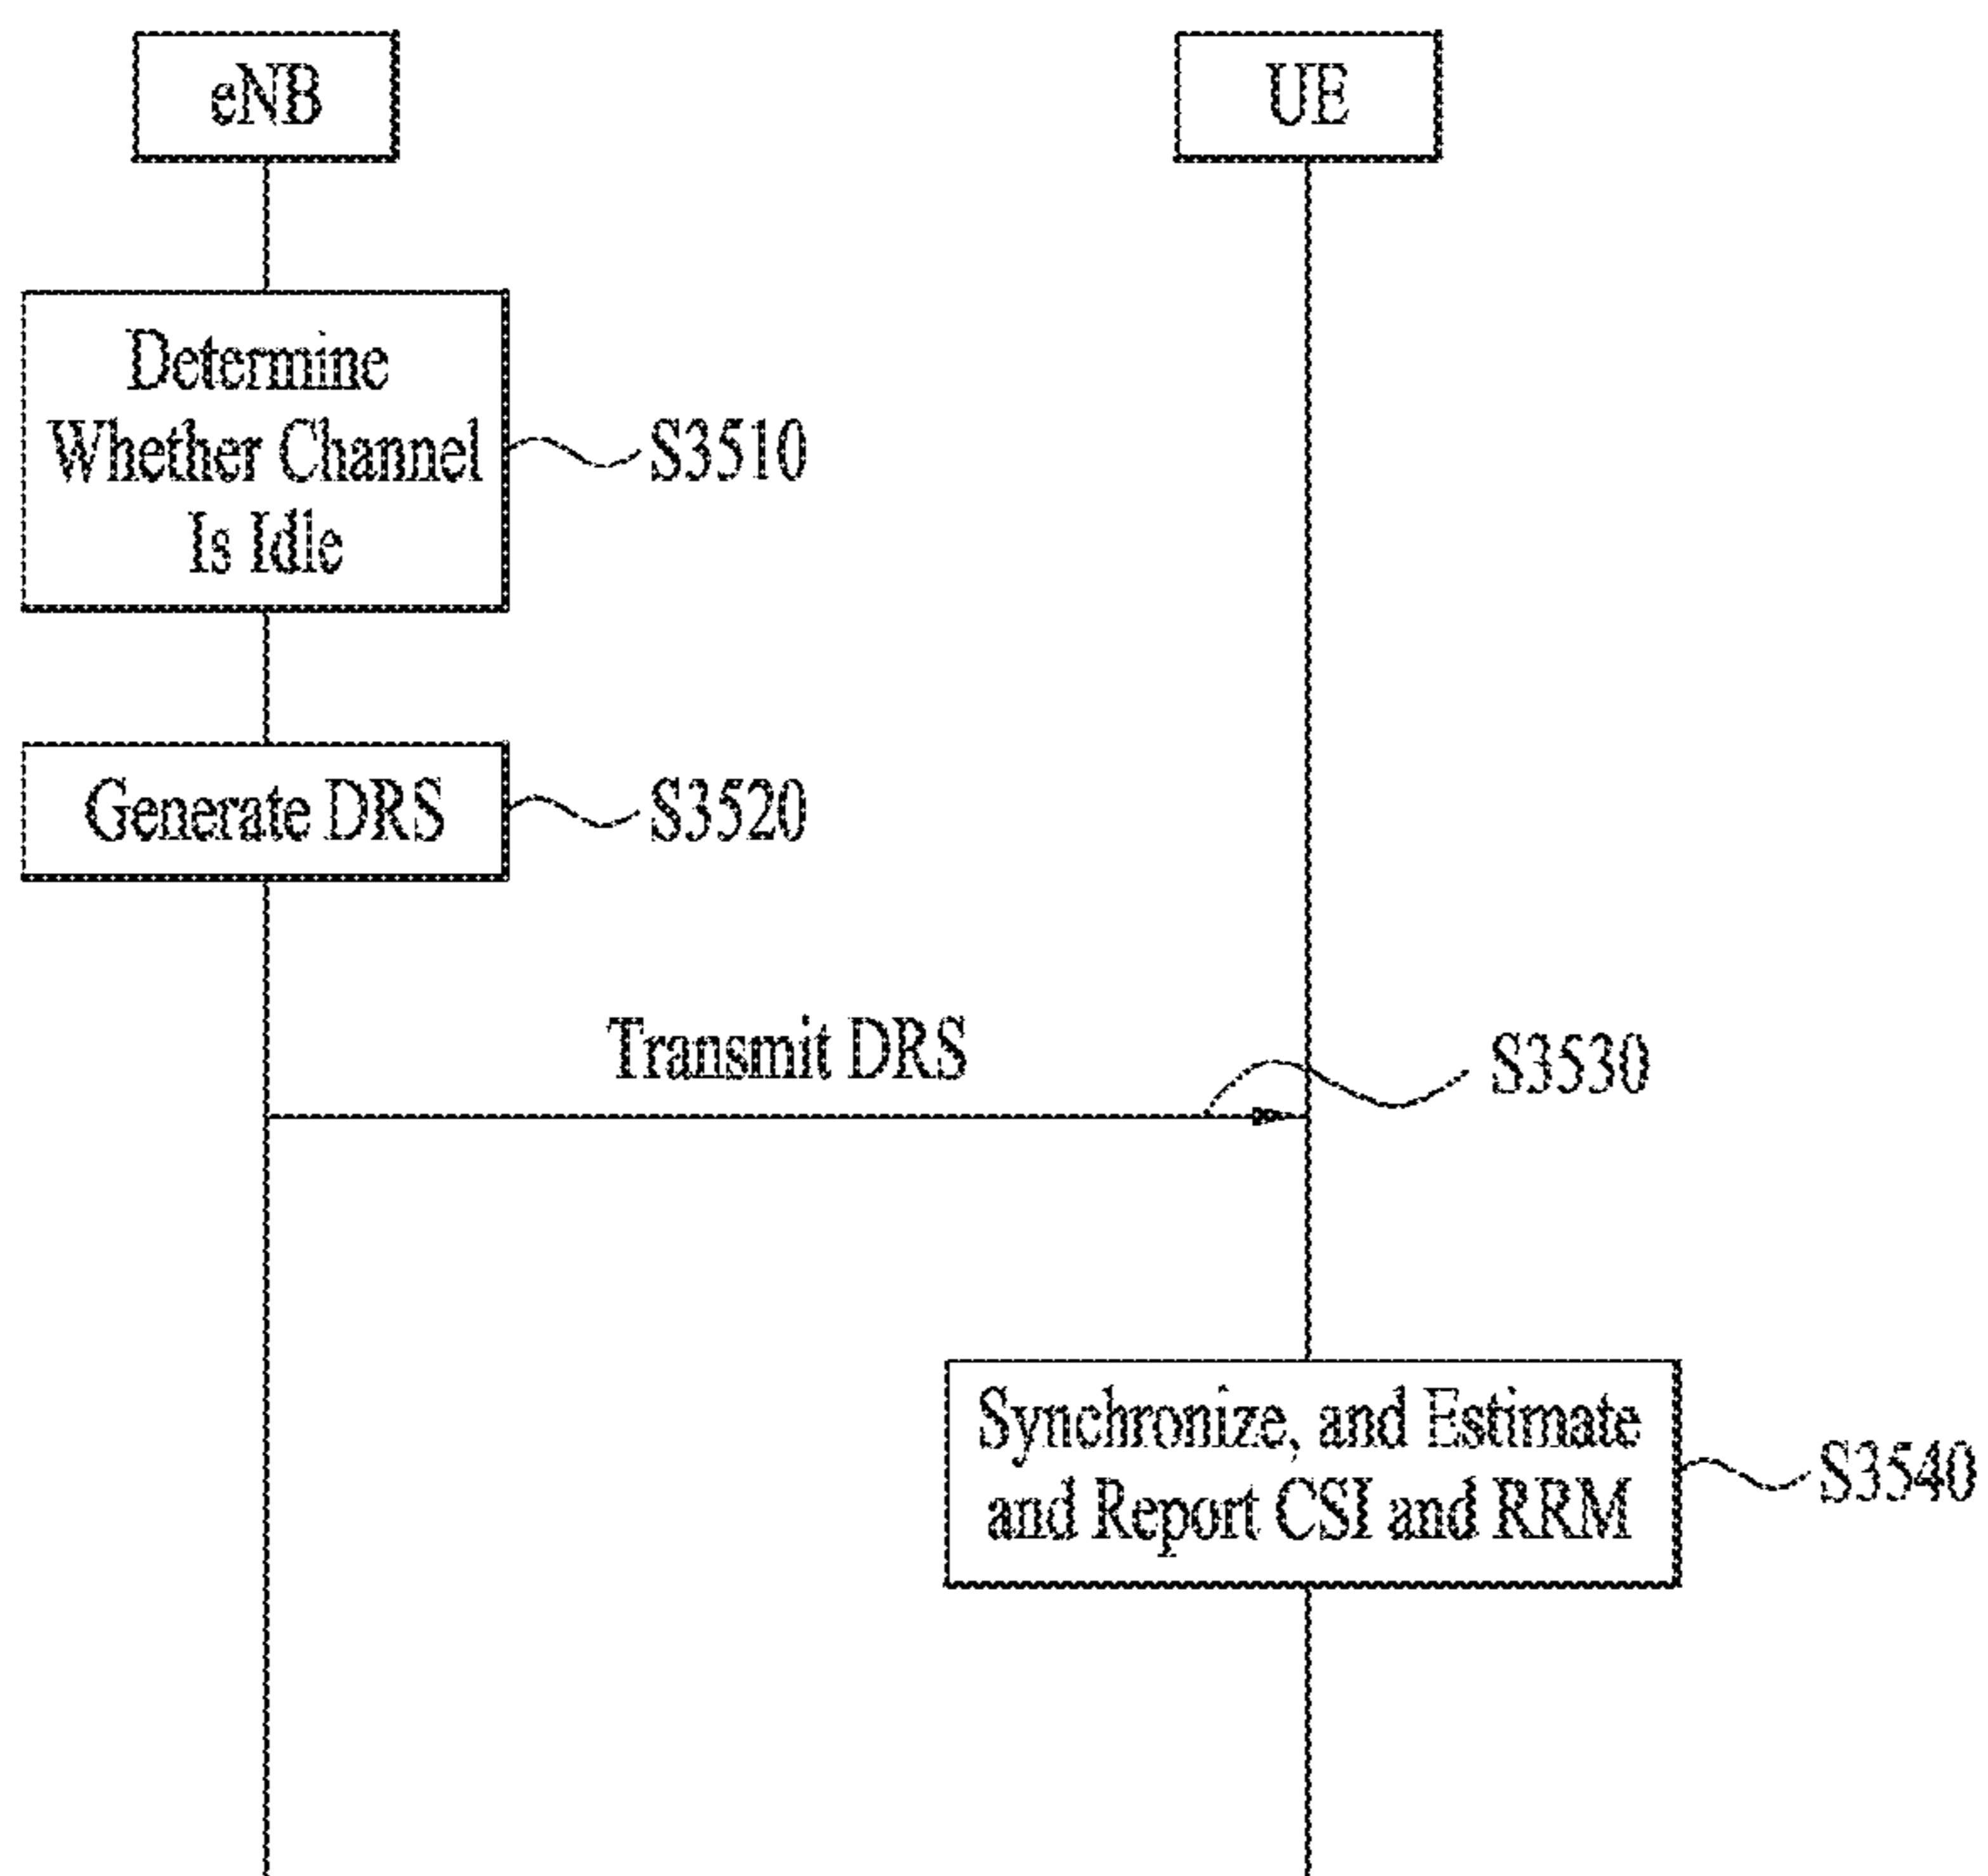 eNB
UE
Determine
Whether Channel
Is Idle
S3510
Generate DRS
S3520
Transmit DRS
S3530
Synchronize, and Estimate
and Report CSI and RRM
S3540